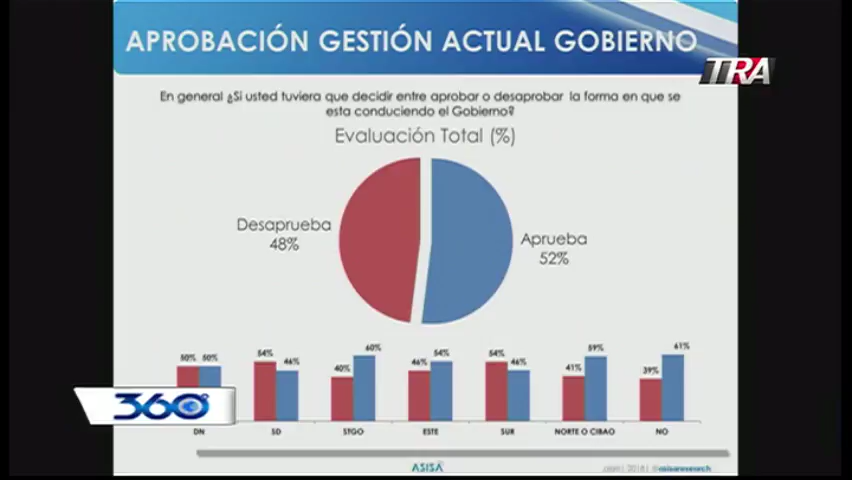 APROBACIÓN GESTIÓN ACTUAL GOBIERNO
TRA
En general ¿Si usted tuviera que decidir entre aprobar o desaprobar la forma en que se
esta conduciendo el Gobierno?
Evaluación Total (%)
Desaprueba
48%
Aprueba
52%
50% 50% 54% 46% 40% 60% 46% 54% 54% 46% 41% 59% 39% 61%
360°
DN SD STGO ESTE SUR NORTE O CIBAO NO
ASISA
2016 @asisaresearch